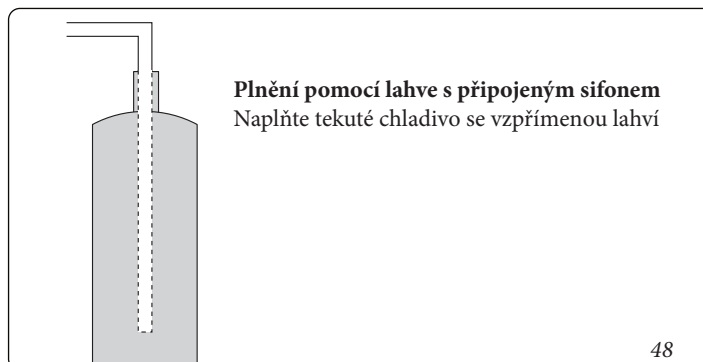 Plnění pomocí lahve s připojeným sifonem
Naplňte tekuté chladivo se vzpřímenou lahví
48